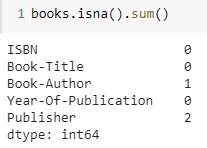 1 books.isna().sum()
ISBN 0
Book-Title 0
Book-Author 1
Year-Of-Publication 0
Publisher 2
dtype: int64